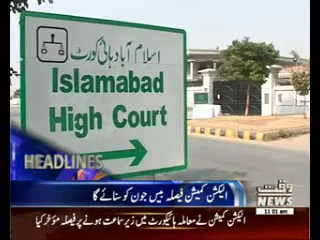 اسلام آباد ہائی کورٹ
Islamabad
High Court
HEADLINES
الیکشن کمیشن فیصلہ بیس جون کو سنائے گا
وقت
NEWS
11:01 am
الیکشن کمیشن نے معاملہ ہائیکورٹ میں زیر سماعت ہونے پر فیصلہ مؤخر کیا